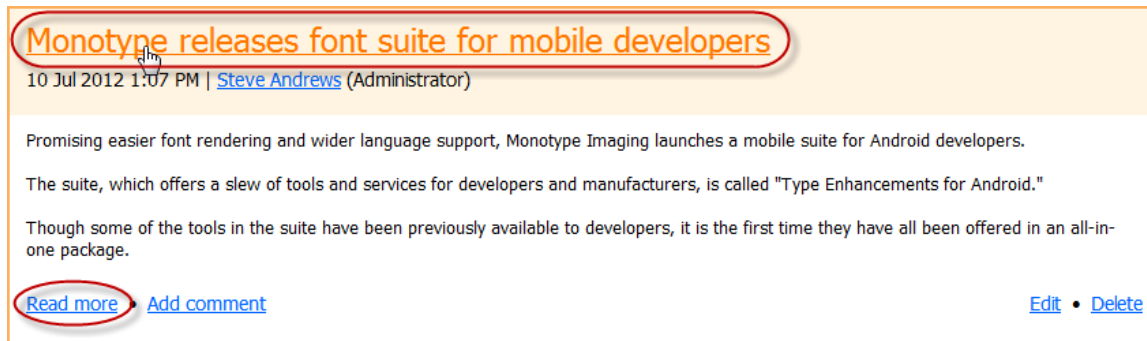 Monotype releases font suite for mobile developers
10 Jul 2012 1:07 PM | Steve Andrews (Administrator)
Promising easier font rendering and wider language support, Monotype Imaging launches a mobile suite for Android developers.
The suite, which offers a slew of tools and services for developers and manufacturers, is called "Type Enhancements for Android."
Though some of the tools in the suite have been previously available to developers, it is the first time they have all been offered in an all-in-
one package.
Read more • Add comment Edit • Delete